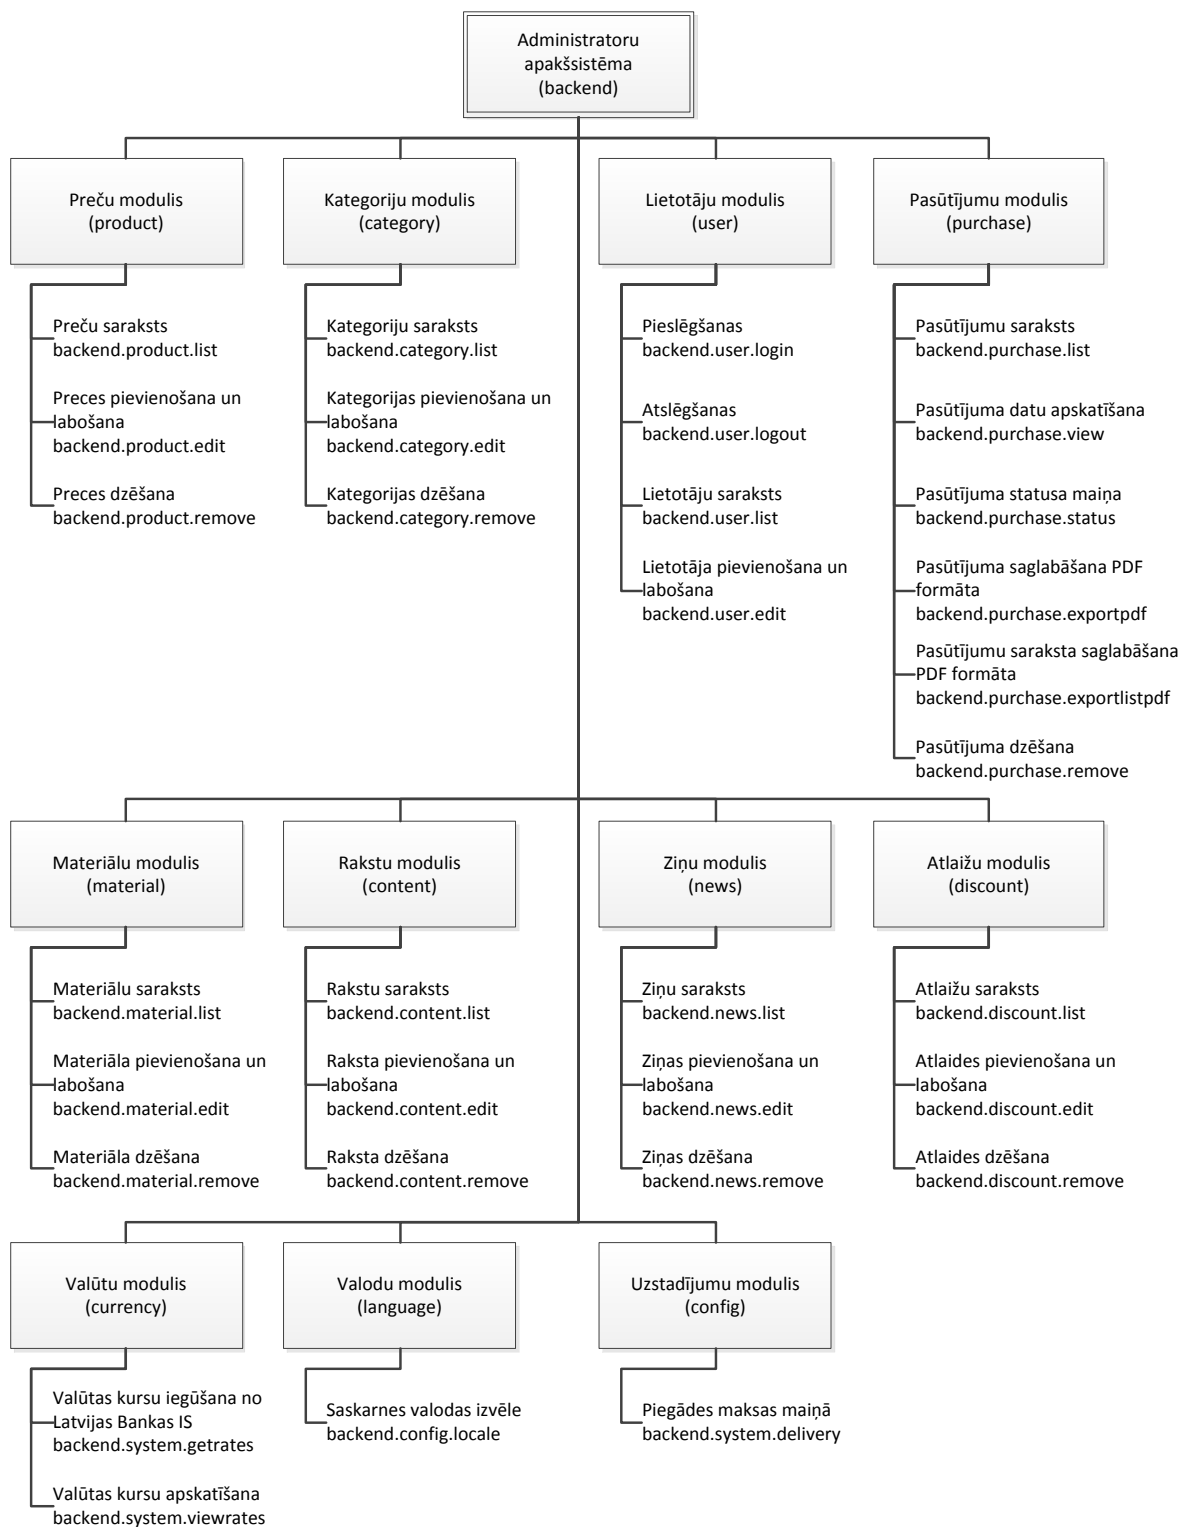 Administratoru
apakšsistēma
(backend)
Preču modulis
(product)
Kategoriju modulis
(category)
Lietotāju modulis
(user)
Pasūtījumu modulis
(purchase)
Preču saraksts
backend.product.list
Preces pievienošana un
labošana
backend.product.edit
Preces dzēšana
backend.product.remove
Kategoriju saraksts
backend.category.list
Kategorijas pievienošana un
labošana
backend.category.edit
Kategorijas dzēšana
backend.category.remove
Pieslēgšanas
backend.user.login
Atslēgšanas
backend.user.logout
Lietotāju saraksts
backend.user.list
Lietotāja pievienošana un
labošana
backend.user.edit
Pasūtījumu saraksts
backend.purchase.list
Pasūtījuma datu apskatīšana
backend.purchase.view
Pasūtījuma statusa maiņa
backend.purchase.status
Pasūtījuma saglabāšana PDF
formāta
backend.purchase.exportpdf
Pasūtījumu saraksta saglabāšana
PDF formāta
backend.purchase.exportlistpdf
Pasūtījuma dzēšana
backend.purchase.remove
Materiālu modulis
(material)
Rakstu modulis
(content)
Ziņu modulis
(news)
Atlaižu modulis
(discount)
Materiālu saraksts
backend.material.list
Materiāla pievienošana un
labošana
backend.material.edit
Materiāla dzēšana
backend.material.remove
Rakstu saraksts
backend.content.list
Raksta pievienošana un
labošana
backend.content.edit
Raksta dzēšana
backend.content.remove
Ziņu saraksts
backend.news.list
Ziņas pievienošana un
labošana
backend.news.edit
Ziņas dzēšana
backend.news.remove
Atlaižu saraksts
backend.discount.list
Atlaides pievienošana un
labošana
backend.discount.edit
Atlaides dzēšana
backend.discount.remove
Valūtu modulis
(currency)
Valodu modulis
(language)
Uzstadījumu modulis
(config)
Valūtas kursu iegūšana no
Latvijas Bankas IS
backend.system.getrates
Valūtas kursu apskatīšana
backend.system.viewrates
Saskarnes valodas izvēle
backend.config.locale
Piegādes maksas maiņā
backend.system.delivery